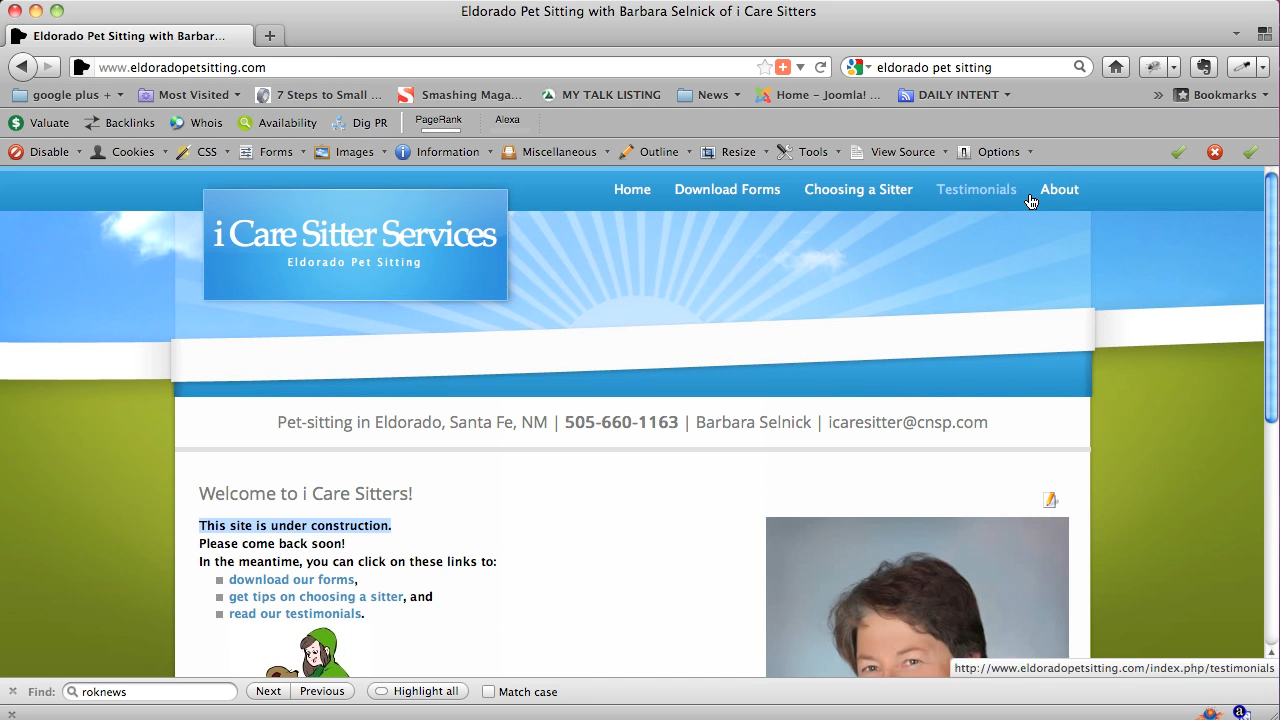 Eldorado Pet Sitting with Barbara Selnick of i Care Sitters
Eldorado Pet Sitting with Barbar...
www.eldoradopetsitting.com
eldorado pet sitting
google plus +
Most Visited
7 Steps to Small ...
Smashing Maga...
MY TALK LISTING
News
Home – Joomla! ...
DAILY INTENT
»
Bookmarks
Valuate
Backlinks
Whois
Availability
Dig PR
PageRank
Alexa
Disable
Cookies
CSS
Forms
Images
Information
Miscellaneous
Outline
Resize
Tools
View Source
Options
Home Download Forms Choosing a Sitter Testimonials About
i Care Sitter Services
Eldorado Pet Sitting
Pet-sitting in Eldorado, Santa Fe, NM | 505-660-1163 | Barbara Selnick | icaresitter@cnsp.com
Welcome to i Care Sitters!
This site is under construction.
Please come back soon!
In the meantime, you can click on these links to:
download our forms,
get tips on choosing a sitter, and
read our testimonials.
http://www.eldoradopetsitting.com/index.php/testimonials
Find: roknews Next Previous Highlight all Match case